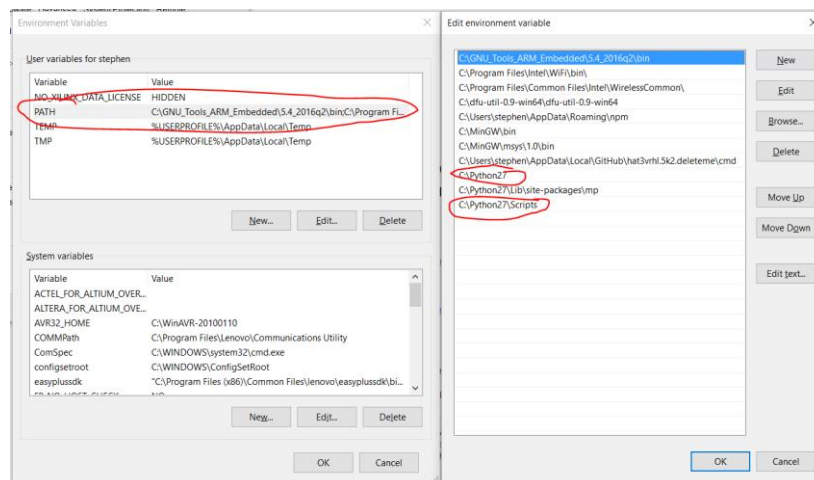 Environment Variables
User variables for stephen
Variable Value
NO_XILINX_DATA_LICENSE HIDDEN
PATH C:\GNU_Tools_ARM_Embedded\5.4_2016q2\bin;C:\Program Fi...
TEMP %USERPROFILE%\AppData\Local\Temp
TMP %USERPROFILE%\AppData\Local\Temp
New... Edit... Delete
System variables
Variable Value
ACTEL_FOR_ALTIUM_OVER...
ALTERA_FOR_ALTIUM_OVE...
AVR32_HOME C:\WinAVR-20100110
COMMPath C:\Program Files\Lenovo\Communications Utility
ComSpec C:\WINDOWS\system32\cmd.exe
configsetroot C:\WINDOWS\ConfigSetRoot
easyplussdk "C:\Program Files (x86)\Common Files\lenovo\easyplussdk\bi...
New... Edit... Delete
OK Cancel
Edit environment variable
C:\GNU_Tools_ARM_Embedded\5.4_2016q2\bin
C:\Program Files\Intel\WiFi\bin\
C:\Program Files\Common Files\Intel\WirelessCommon\
C:\dfu-util-0.9-win64\dfu-util-0.9-win64
C:\Users\stephen\AppData\Roaming\npm
C:\MinGW\bin
C:\MinGW\msys\1.0\bin
C:\Users\stephen\AppData\Local\GitHub\hat3vrhl.5k2.deleteme\cmd
C:\Python27
C:\Python27\Lib\site-packages\mp
C:\Python27\Scripts
New
Edit
Browse...
Delete
Move Up
Move Down
Edit text...
OK Cancel